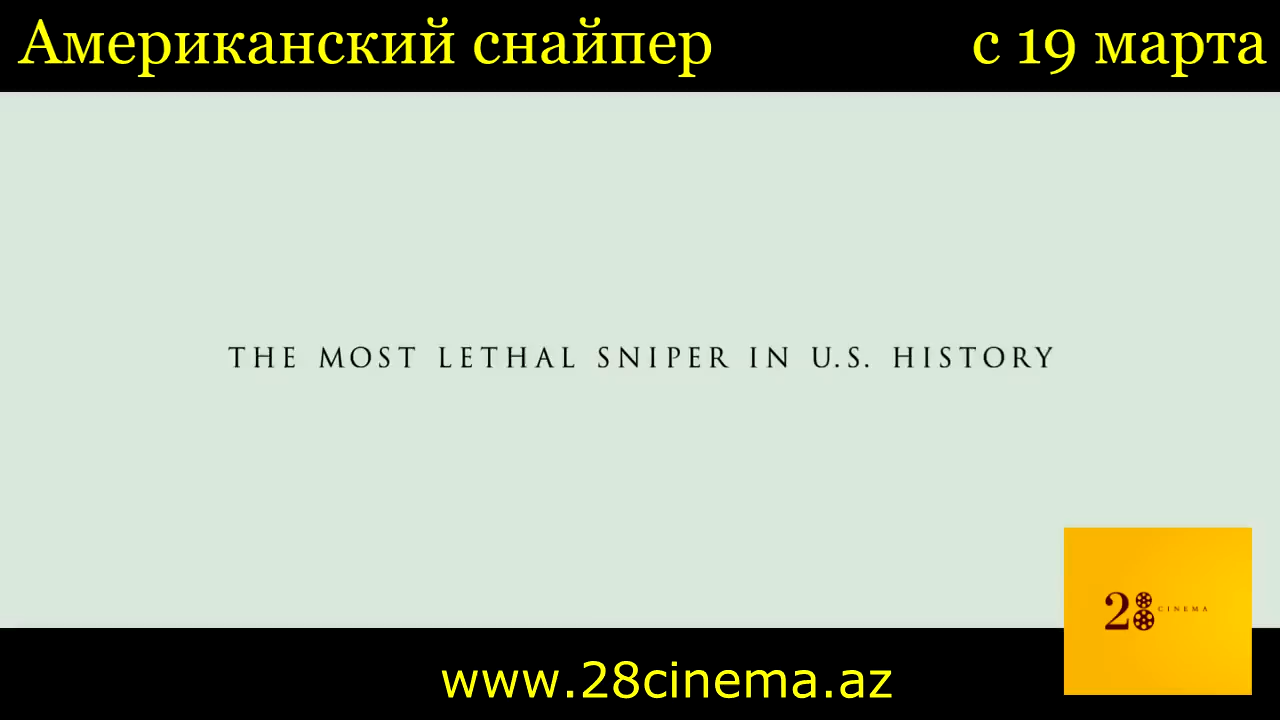 Американский снайпер с 19 марта
THE MOST LETHAL SNIPER IN U.S. HISTORY
28 CINEMA
www.28cinema.az